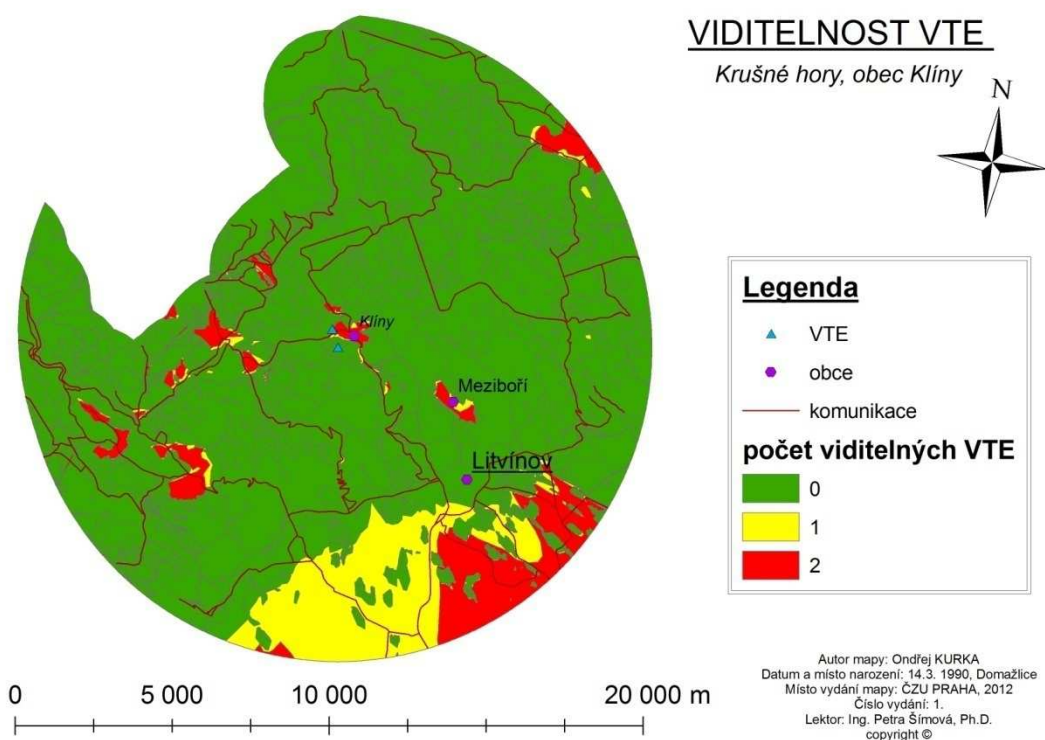 VIDITELNOST VTE
Krušné hory, obec Klíny
N
Klíny
Meziboří
Litvínov
Legenda
VTE
obce
komunikace
počet viditelných VTE
0
1
2
0 5 000 10 000 20 000 m
Autor mapy: Ondřej KURKA
Datum a místo narození: 14.3. 1990, Domažlice
Místo vydání mapy: ČZU PRAHA, 2012
Číslo vydání: 1.
Lektor: Ing. Petra Šímová, Ph.D.
copyright ©